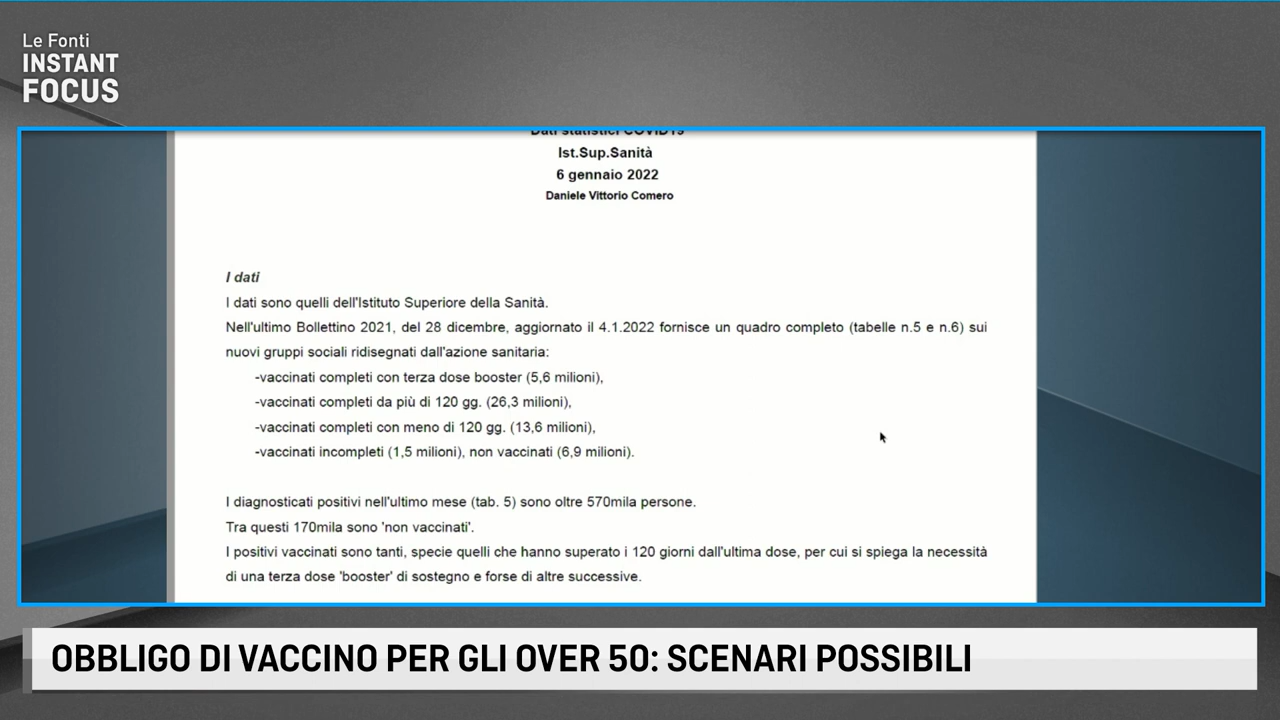 Le Fonti
INSTANT
FOCUS
Dati statistici COVID19
Ist.Sup.Sanità
6 gennaio 2022
Daniele Vittorio Comero
I dati
I dati sono quelli dell'Istituto Superiore della Sanità.
Nell'ultimo Bollettino 2021, del 28 dicembre, aggiornato il 4.1.2022 fornisce un quadro completo (tabelle n.5 e n.6) sui
nuovi gruppi sociali ridisegnati dall'azione sanitaria:
-vaccinati completi con terza dose booster (5,6 milioni),
-vaccinati completi da più di 120 gg. (26,3 milioni),
-vaccinati completi con meno di 120 gg. (13,6 milioni),
-vaccinati incompleti (1,5 milioni), non vaccinati (6,9 milioni).
I diagnosticati positivi nell'ultimo mese (tab. 5) sono oltre 570mila persone.
Tra questi 170mila sono 'non vaccinati'.
I positivi vaccinati sono tanti, specie quelli che hanno superato i 120 giorni dall'ultima dose, per cui si spiega la necessità
di una terza dose 'booster' di sostegno e forse di altre successive.
OBBLIGO DI VACCINO PER GLI OVER 50: SCENARI POSSIBILI